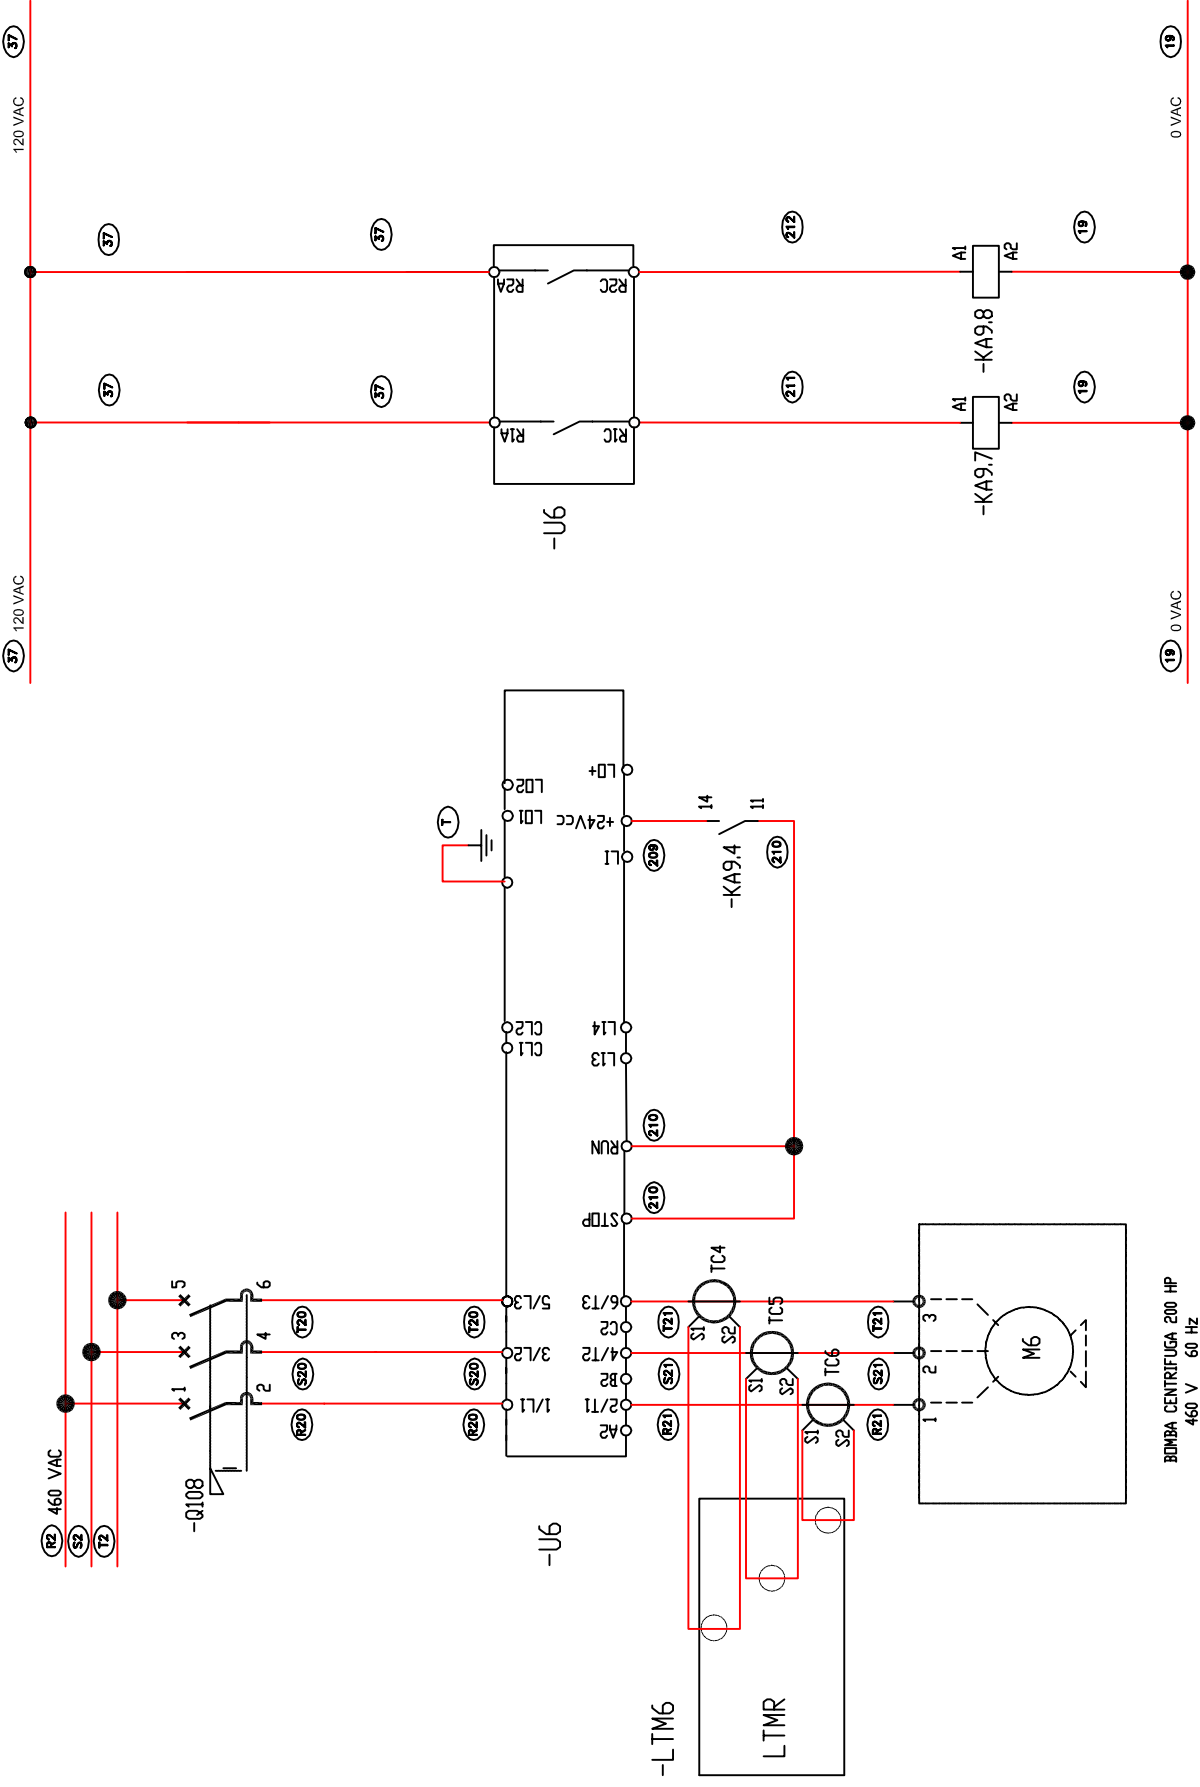 R2
460 VAC
S2
T2
-Q108
1
3
5
2
4
6
R20
S20
T20
R20
S20
T20
-U6
1/L1
3/L2
5/L3
CL1
CL2
LO1
LO2
T
A2
2/T1
B2
4/T2
C2
6/T3
STOP
RUN
L13
L14
LI
+24Vcc
LO+
R21
S21
T21
210
210
209
-KA9.4
14
11
210
TC4
S1
S2
TC5
S1
S2
TC6
S1
S2
R21
S21
T21
-LTM6
LTMR
1
2
3
M6
BOMBA CENTRIFUGA 200 HP
460 V 60 Hz
37
120 VAC
120 VAC
37
37
37
37
37
-U6
R1A
R2A
R1C
R2C
211
212
-KA9.7
A1
A2
-KA9.8
A1
A2
19
19
19
0 VAC
0 VAC
19